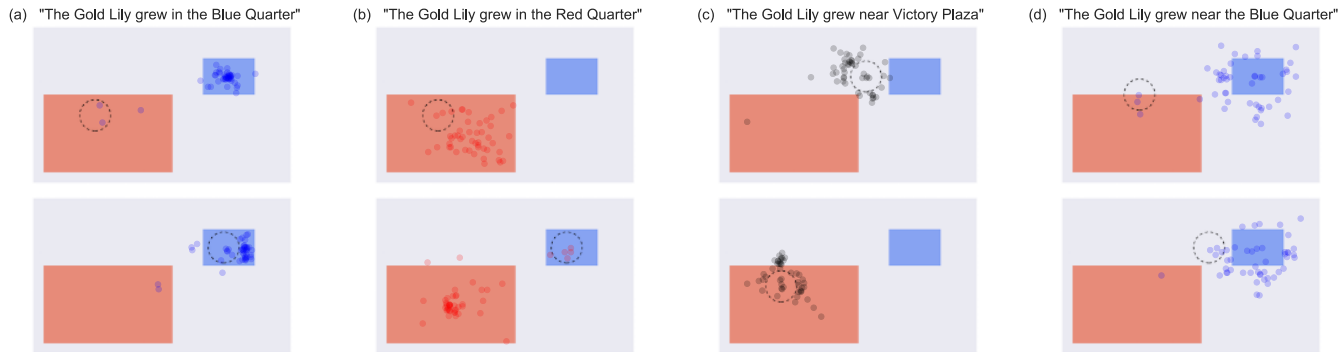 (a) "The Gold Lily grew in the Blue Quarter"
(b) "The Gold Lily grew in the Red Quarter"
(c) "The Gold Lily grew near Victory Plaza"
(d) "The Gold Lily grew near the Blue Quarter"